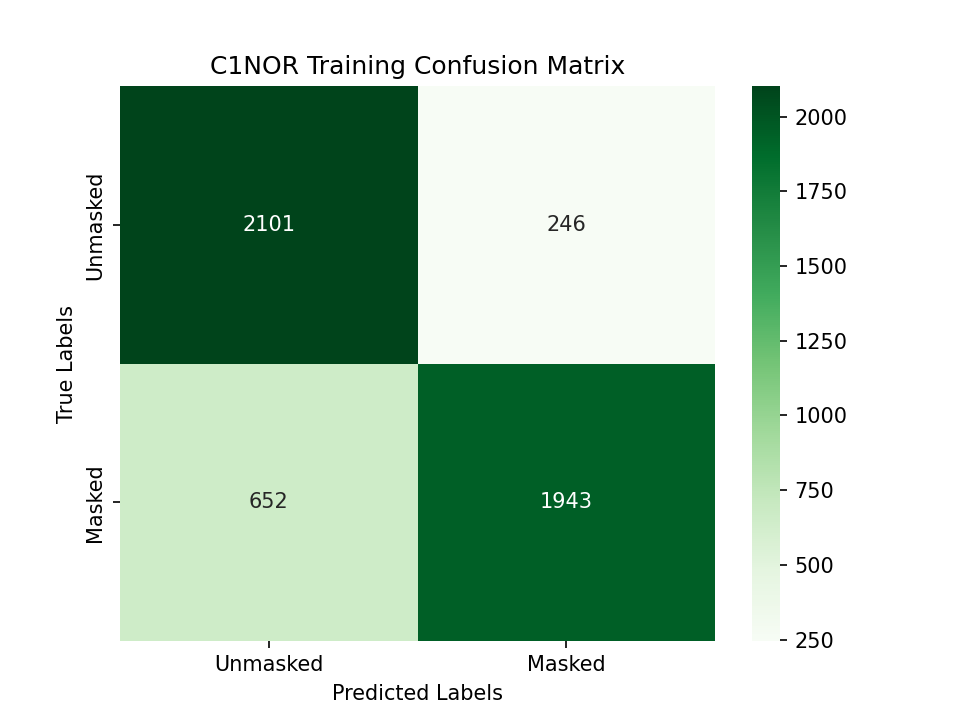 C1NOR Training Confusion Matrix
True Labels
Unmasked
Masked
2101
246
652
1943
Unmasked
Masked
Predicted Labels
2000
1750
1500
1250
1000
750
500
250